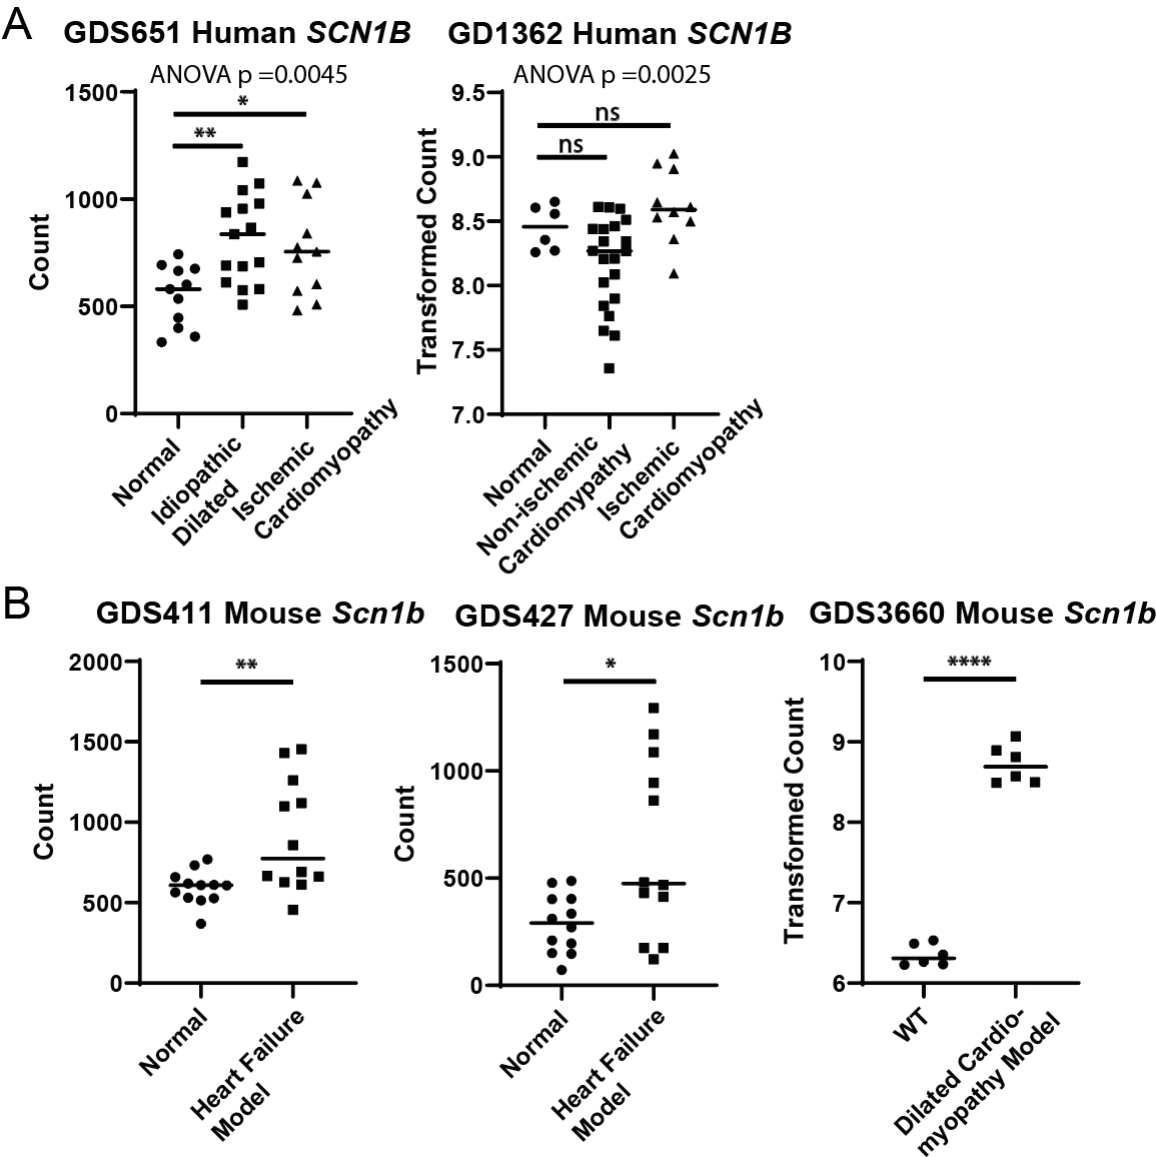 A
GDS651 Human SCN1B
ANOVA p =0.0045
1500
1000
500
0
Count
*
**
Normal
Idiopathic
Dilated
Ischemic
Cardiomyopathy
GD1362 Human SCN1B
ANOVA p =0.0025
9.5
9.0
8.5
8.0
7.5
7.0
Transformed Count
ns
ns
Normal
Non-ischemic
Cardiomypathy
Ischemic
Cardiomyopathy
B
GDS411 Mouse Scn1b
2000
1500
1000
500
0
Count
**
Normal
Heart Failure
Model
GDS427 Mouse Scn1b
1500
1000
500
0
Count
*
Normal
Heart Failure
Model
GDS3660 Mouse Scn1b
10
9
8
7
6
Transformed Count
****
WT
Dilated Cardio-
myopathy Model